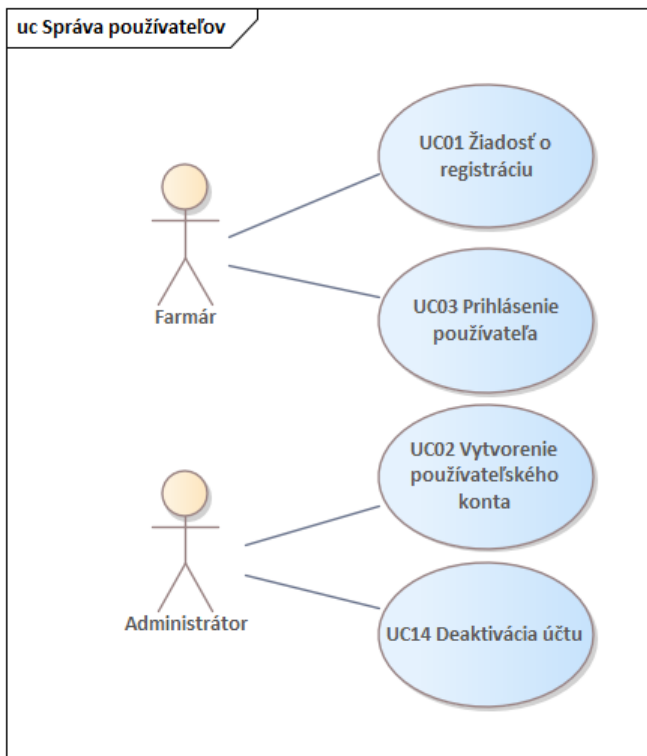 uc Správa používateľov
UC01 Žiadosť o
registráciu
Farmár
UC03 Prihlásenie
používateľa
UC02 Vytvorenie
používateľského
konta
Administrátor
UC14 Deaktivácia účtu